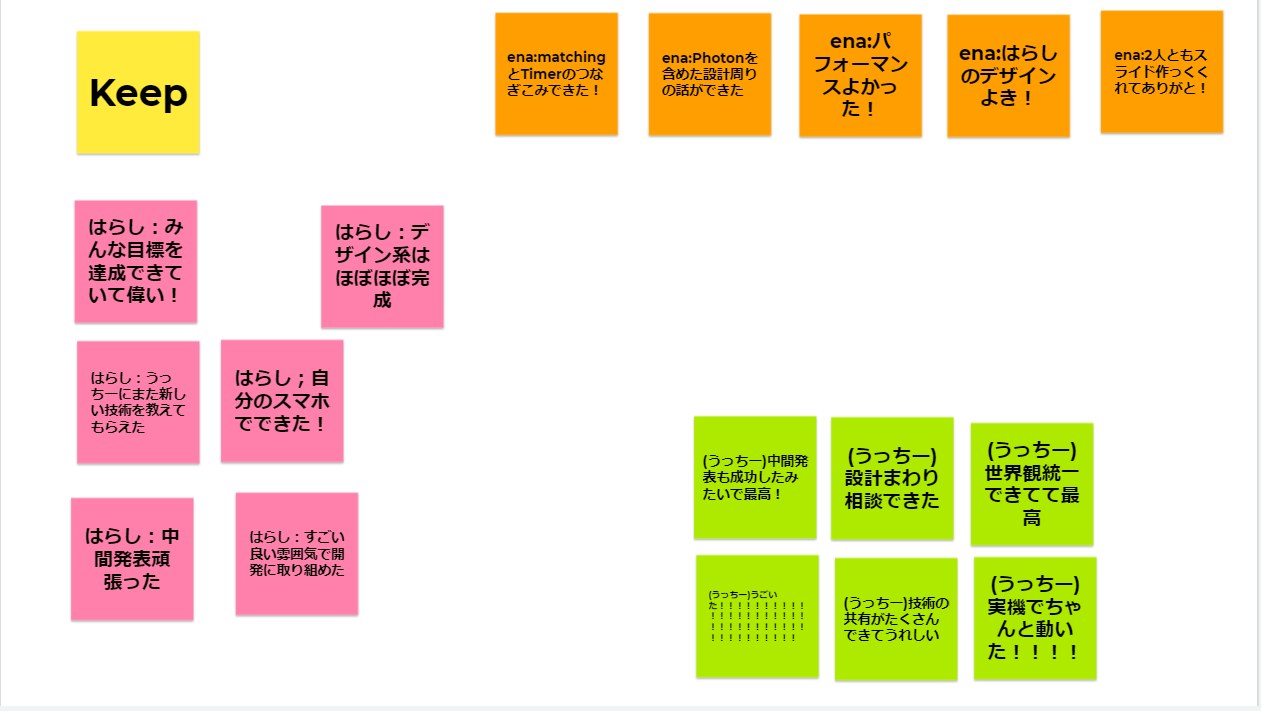 Keep
ena:matching
とTimerのつな
ぎこみできた！
ena:Photonを
含めた設計周り
の話ができた
ena:パ
フォーマン
スよかっ
た！
ena:はらし
のデザイン
よき！
ena:2人ともス
ライド作っくく
れてありがと！
はらし：み
んな目標を
達成できて
いて偉い！
はらし：デ
ザイン系は
ほぼほぼ完
成
はらし：うっ
ちーにまた新し
い技術を教えて
もらえた
はらし；自
分のスマホ
でできた！
はらし：中
間発表頑
張った
はらし：すごい
良い雰囲気で開
発に取り組めた
(うっちー)中間発
表も成功したみ
たいで最高！
(うっちー)
設計まわり
相談できた
(うっちー)
世界観統一
できてて最
高
(うっちー)うごい
た！！！！！！！！！！
！！！！！！！！！！！
！！！！！！！！！！！
！！！！！！！！！！
(うっちー)技術の
共有がたくさん
できてうれしい
(うっちー)
実機でちゃ
んと動い
た！！！！